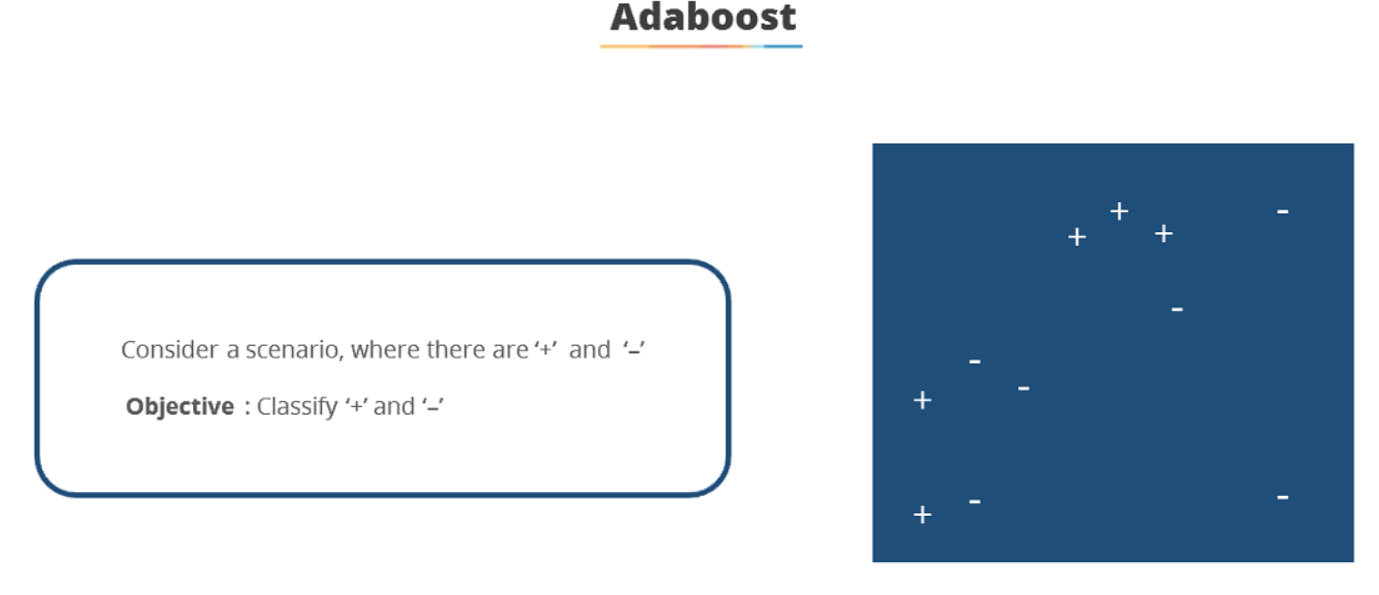 Adaboost
Consider a scenario, where there are ‘+’ and ‘–’
Objective : Classify ‘+’ and ‘–’
+ -
+ +
-
-
-
+
- -
+